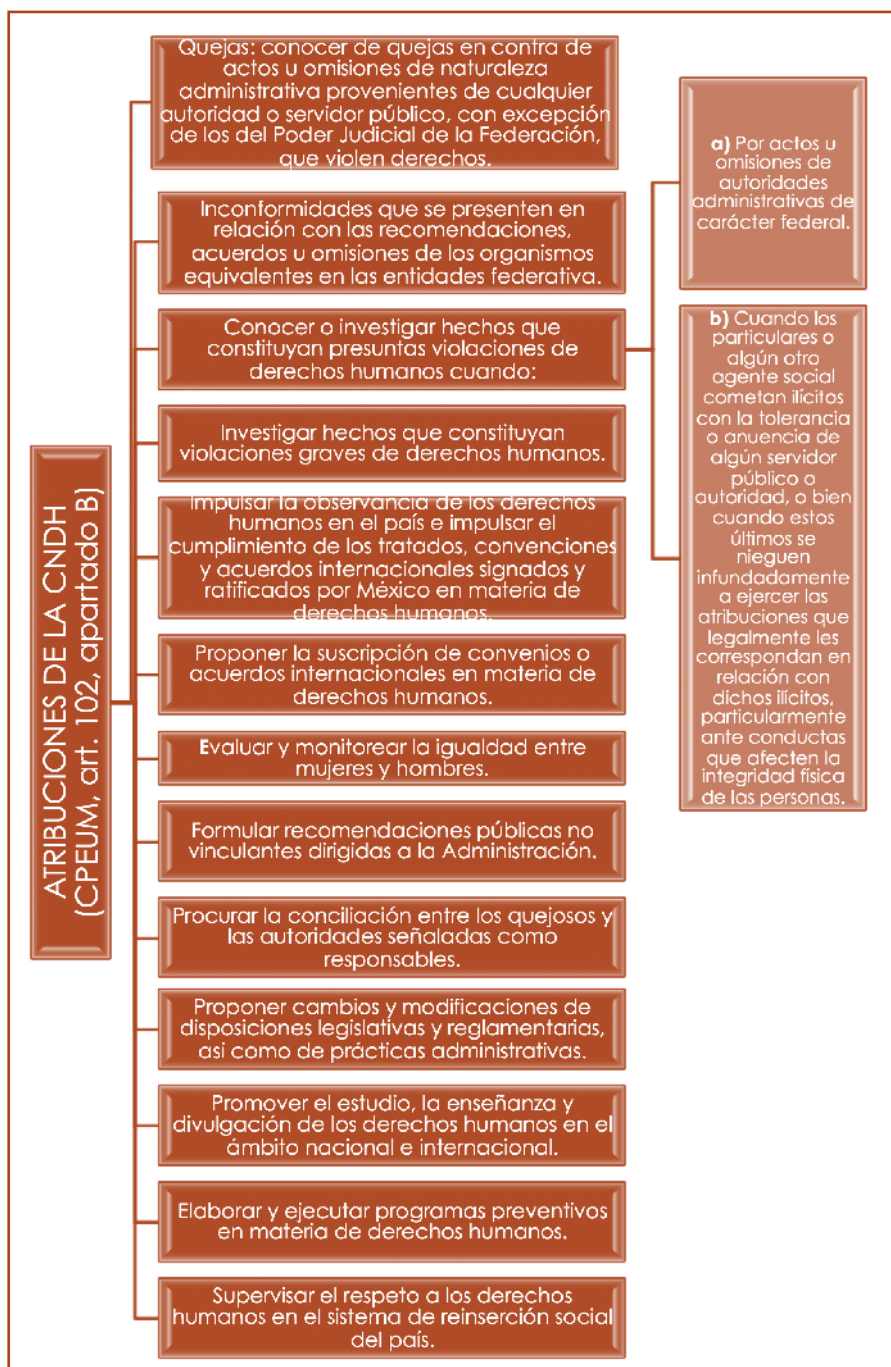 ATRIBUCIONES DE LA CNDH
(CPEUM, art. 102, apartado B)
Quejas: conocer de quejas en contra de
actos u omisiones de naturaleza
administrativa provenientes de cualquier
autoridad o servidor público, con excepción
de los del Poder Judicial de la Federación,
que violen derechos.
Inconformidades que se presenten en
relación con las recomendaciones,
acuerdos u omisiones de los organismos
equivalentes en las entidades federativa.
Conocer o investigar hechos que
constituyan presuntas violaciones de
derechos humanos cuando:
a) Por actos u
omisiones de
autoridades
administrativas de
carácter federal.
b) Cuando los
particulares o
algún otro
agente social
cometan ilícitos
con la tolerancia
o anuencia de
algún servidor
público o
autoridad, o bien
cuando estos
últimos se
nieguen
infundadamente
a ejercer las
atribuciones que
legalmente les
correspondan en
relación con
dichos ilícitos,
particularmente
ante conductas
que afecten la
integridad física
de las personas.
Investigar hechos que constituyan
violaciones graves de derechos humanos.
Impulsar la observancia de los derechos
humanos en el país e impulsar el
cumplimiento de los tratados, convenciones
y acuerdos internacionales signados y
ratificados por México en materia de
derechos humanos.
Proponer la suscripción de convenios o
acuerdos internacionales en materia de
derechos humanos.
Evaluar y monitorear la igualdad entre
mujeres y hombres.
Formular recomendaciones públicas no
vinculantes dirigidas a la Administración.
Procurar la conciliación entre los quejosos y
las autoridades señaladas como
responsables.
Proponer cambios y modificaciones de
disposiciones legislativas y reglamentarias,
asi como de prácticas administrativas.
Promover el estudio, la enseñanza y
divulgación de los derechos humanos en el
ámbito nacional e internacional.
Elaborar y ejecutar programas preventivos
en materia de derechos humanos.
Supervisar el respeto a los derechos
humanos en el sistema de reinserción social
del país.